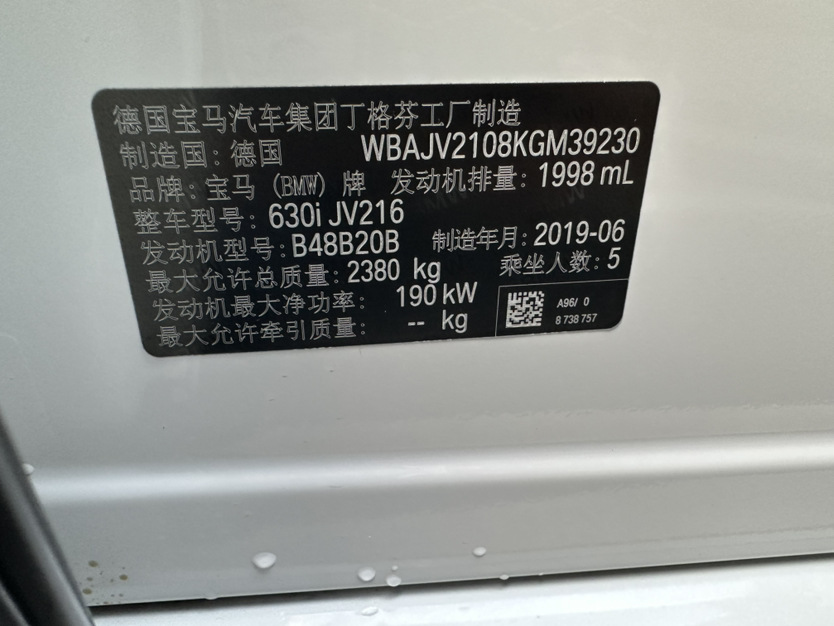 德国宝马汽车集团丁格芬工厂制造
制造国：德国 WBAJV2108KGM39230
品牌：宝马（BMW）牌 发动机排量：1998 mL
整车型号：630i JV216
发动机型号：B48B20B 制造年月：2019-06
最大允许总质量：2380 kg 乘坐人数：5
发动机最大净功率：190 kW
最大允许牵引质量：-- kg
A96/ 0
8 738 757